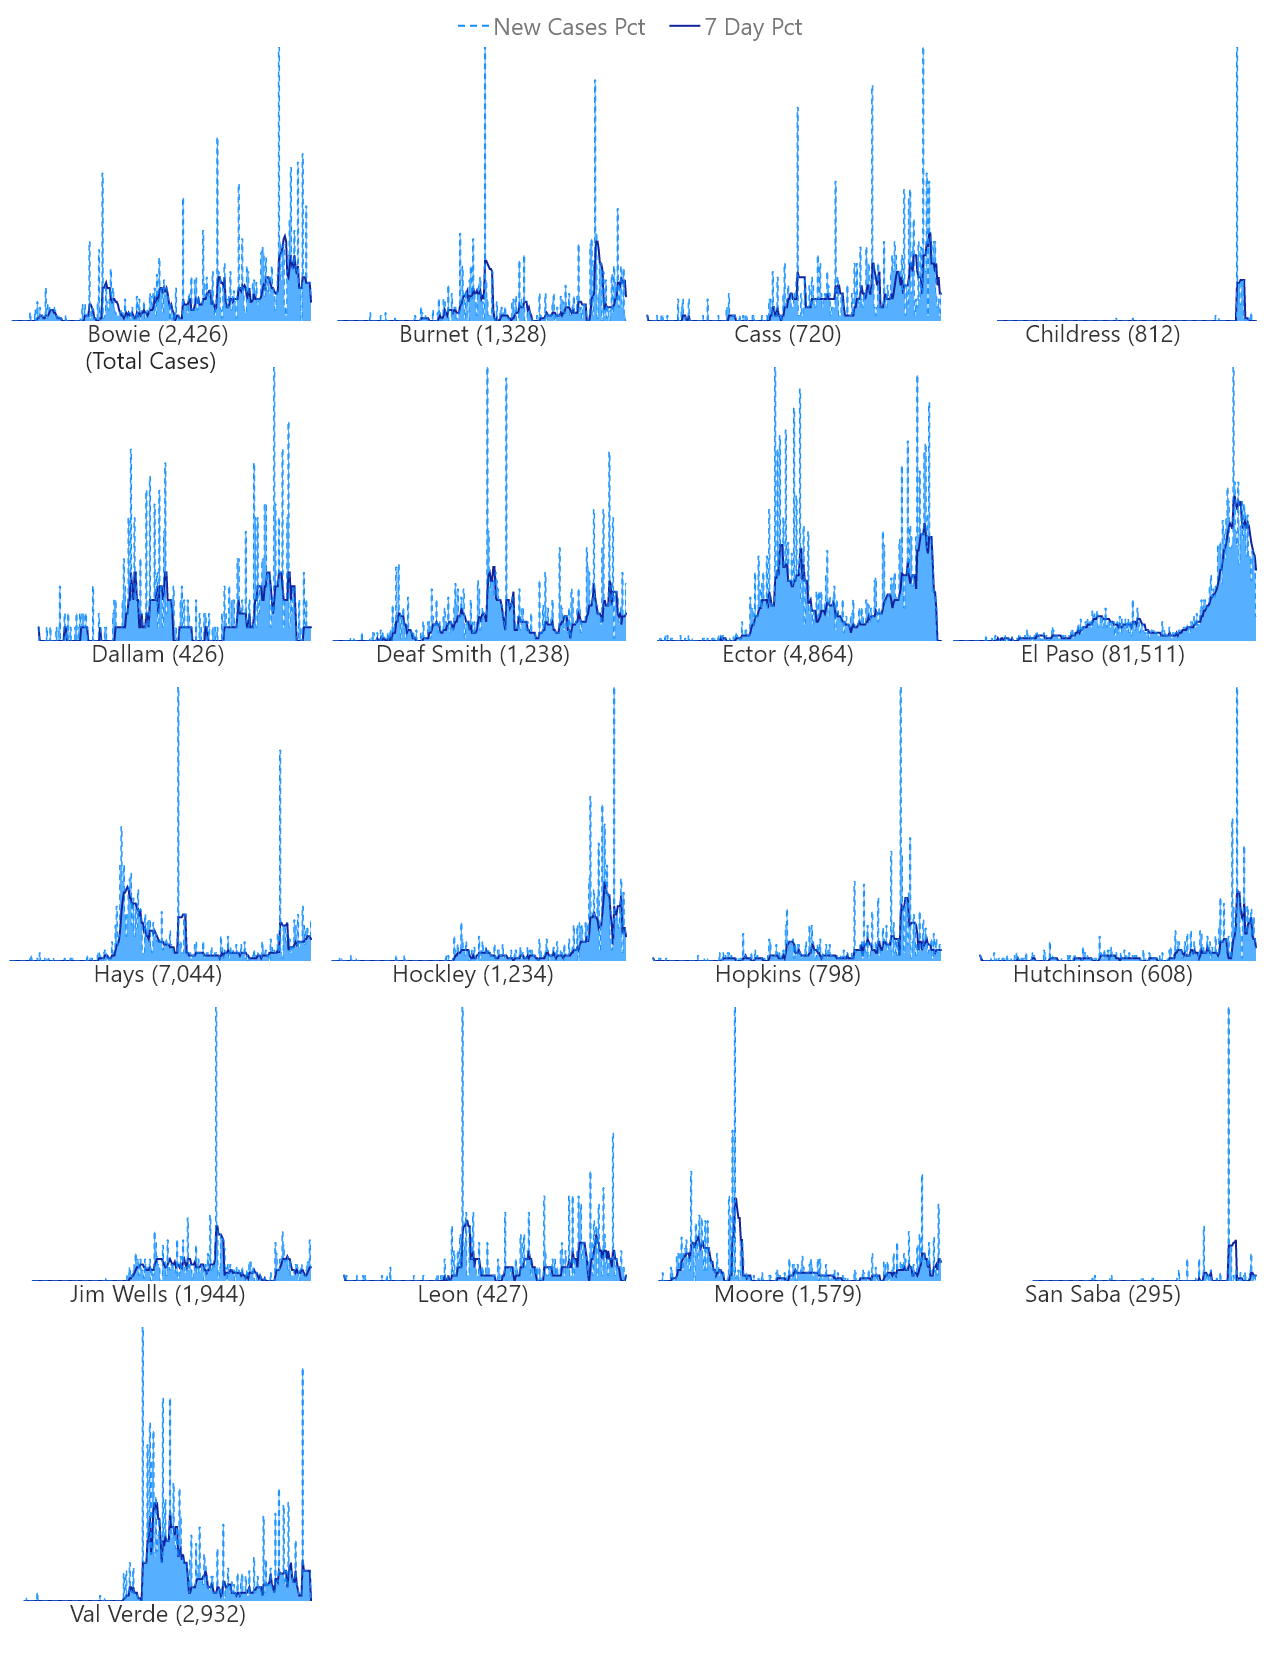 New Cases Pct 7 Day Pct
Bowie (2,426) Burnet (1,328) Cass (720) Childress (812)
(Total Cases)
Dallam (426) Deaf Smith (1,238) Ector (4,864) El Paso (81,511)
Hays (7,044) Hockley (1,234) Hopkins (798) Hutchinson (608)
Jim Wells (1,944) Leon (427) Moore (1,579) San Saba (295)
Val Verde (2,932)